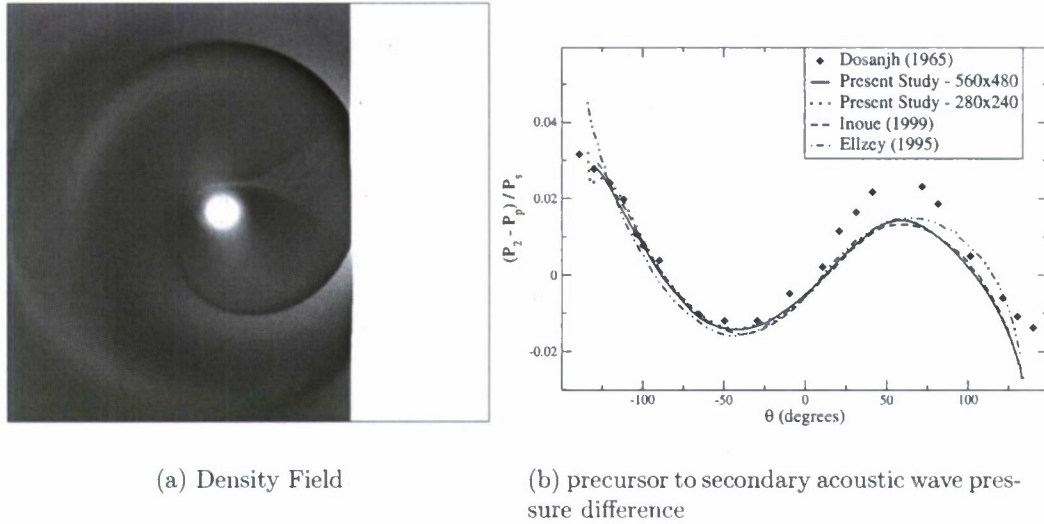 Dosanjh (1965)
Present Study - 560x480
Present Study - 280x240
Inoue (1999)
Ellzey (1995)
0.04
0.02
0
-0.02
(P2 - Pp) / Ps
-100
-50
0
50
100
θ (degrees)
(a) Density Field
(b) precursor to secondary acoustic wave pres-
sure difference